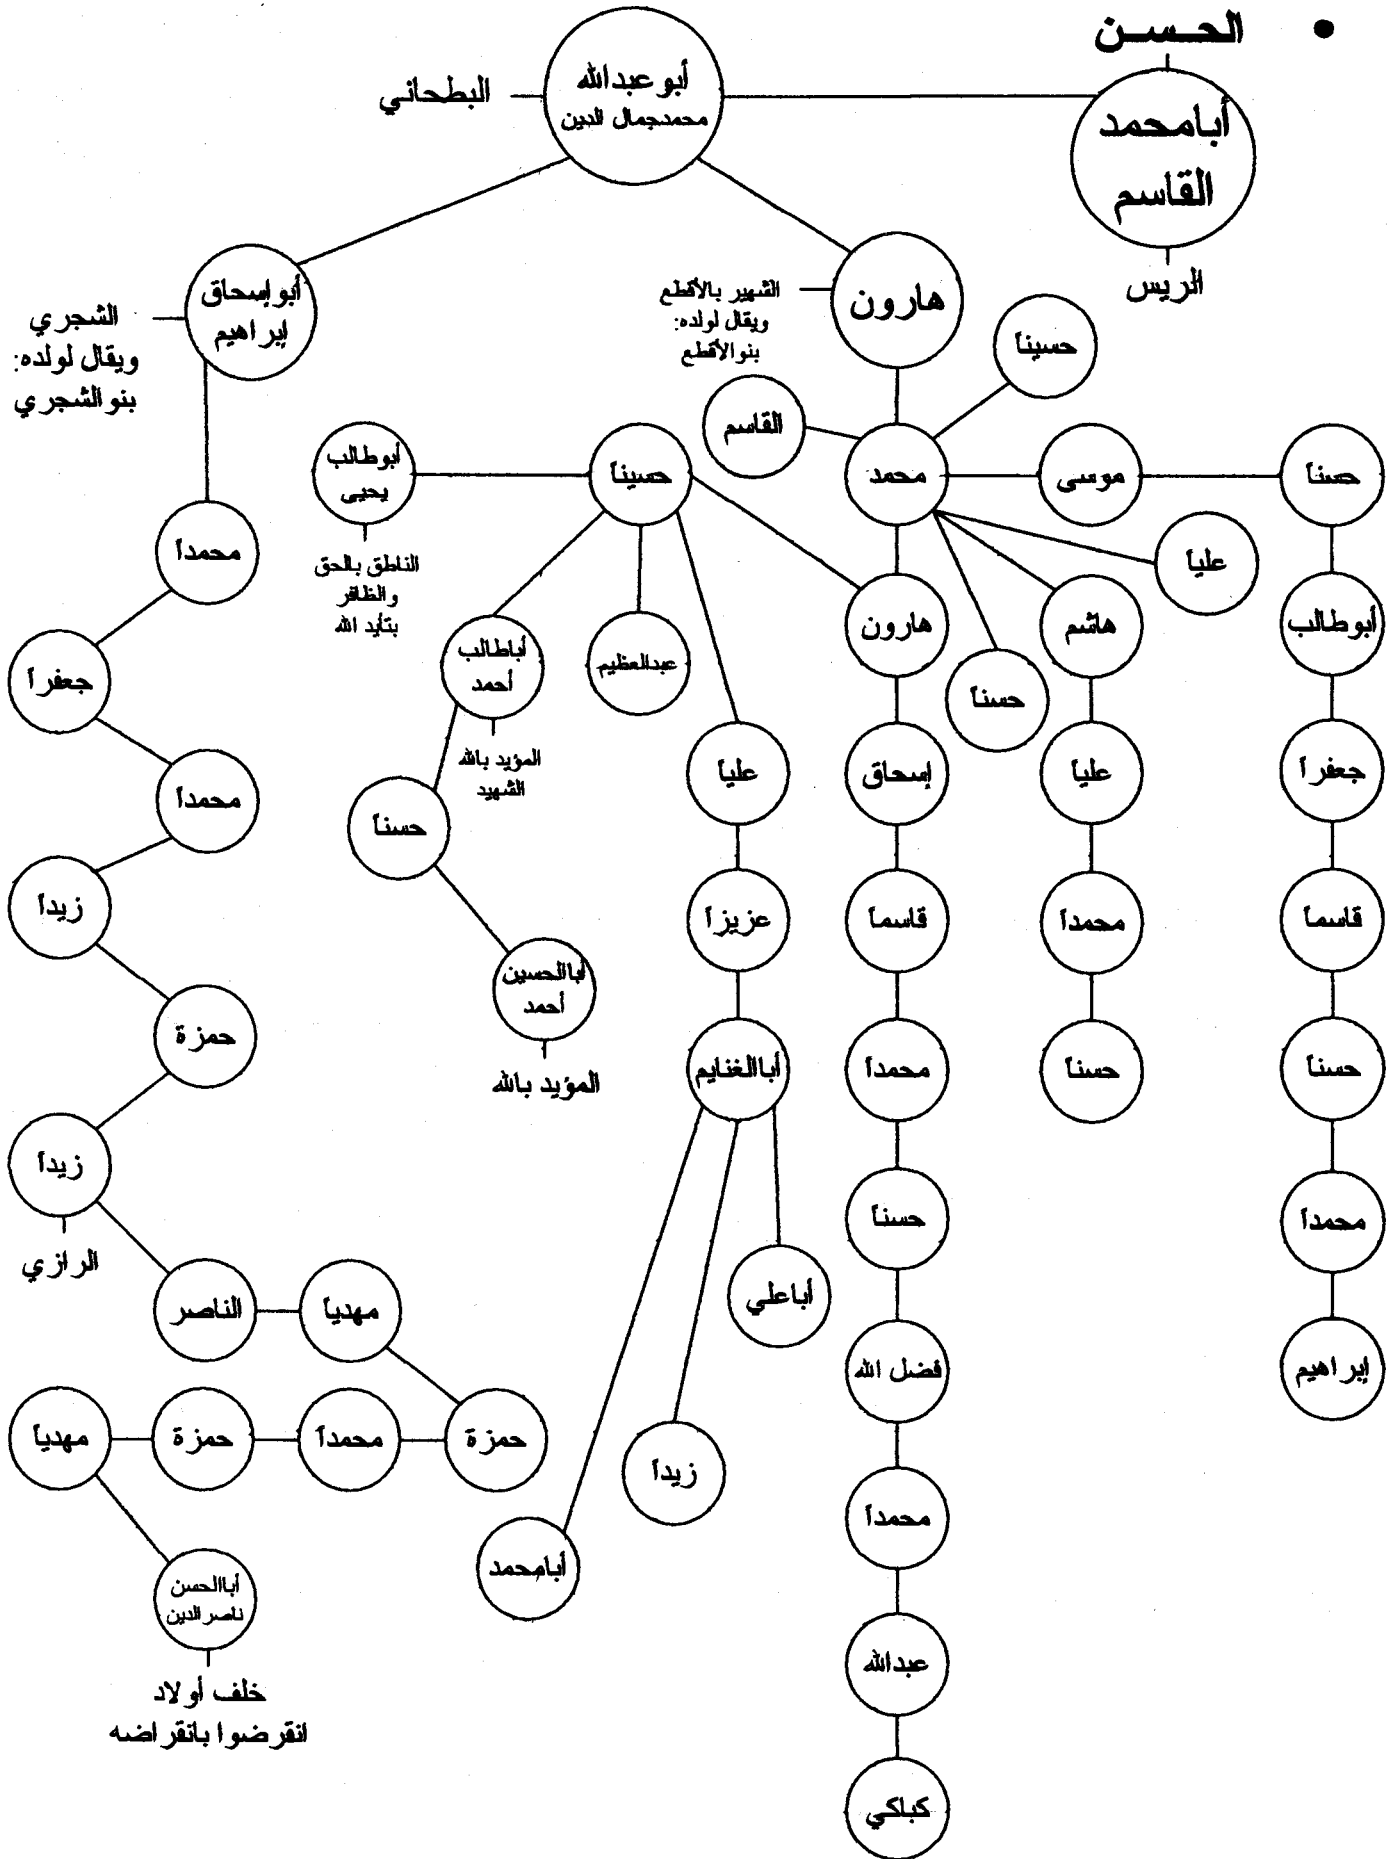 • الحسن
أبامحمد
القاسم
الريس
أبو عبدالله
محمدجمال الدين
البطحاني
هارون
الشهير بالأقطع
ويقال لولده:
بنو الأقطع
أبو إسحاق
إبراهيم
الشجري
ويقال لولده:
بنو الشجري
حسيناً
القاسم
محمد
موسى
حسناً
علياً
هاشم
حسناً
هارون
حسيناً
أبوطالب
يحيى
الناطق بالحق
والظافر
بتأيد الله
أباطالب
أحمد
المؤيد بالله
الشهيد
عبدالعظيم
علياً
حسناً
أباالحسين
أحمد
المؤيد بالله
عزيزاً
أباالغنايم
أباعلي
زيداً
أبامحمد
إسحاق
قاسماً
محمداً
حسناً
فضل الله
محمداً
عبدالله
كباكي
علياً
محمداً
حسناً
أبوطالب
جعفراً
قاسماً
حسناً
محمداً
إبراهيم
محمداً
جعفراً
محمداً
زيداً
حمزة
زيداً
الرازي
الناصر
مهدياً
حمزة
محمداً
حمزة
مهدياً
أباالحسن
ناصر الدين
خلف أولاد
انقرضوا بانقراضه